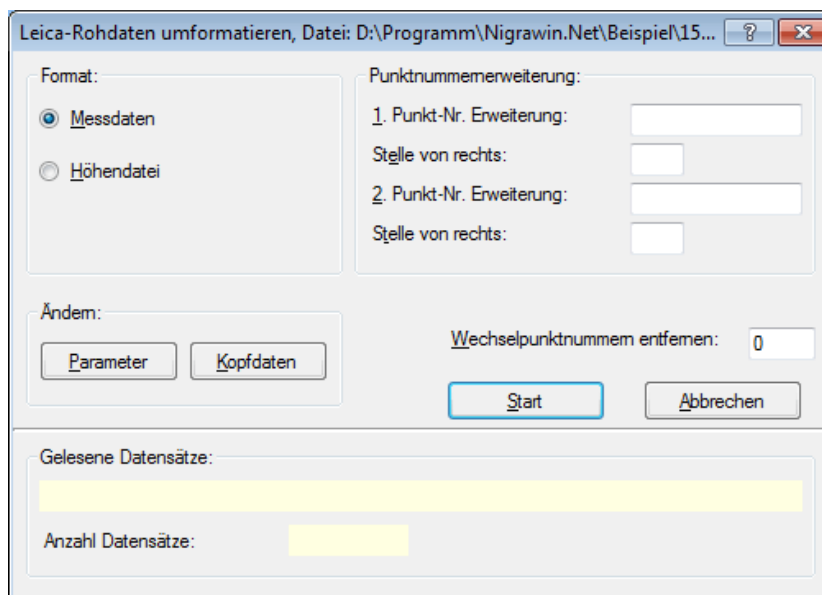 Leica-Rohdaten umformatieren, Datei: D:\Programm\Nigrawin.Net\Beispiel\15...
Format:
Messdaten
Höhendatei
Punktnummernerweiterung:
1. Punkt-Nr. Erweiterung:
Stelle von rechts:
2. Punkt-Nr. Erweiterung:
Stelle von rechts:
Ändern:
Parameter
Kopfdaten
Wechselpunktnummern entfernen: 0
Start
Abbrechen
Gelesene Datensätze:
Anzahl Datensätze: